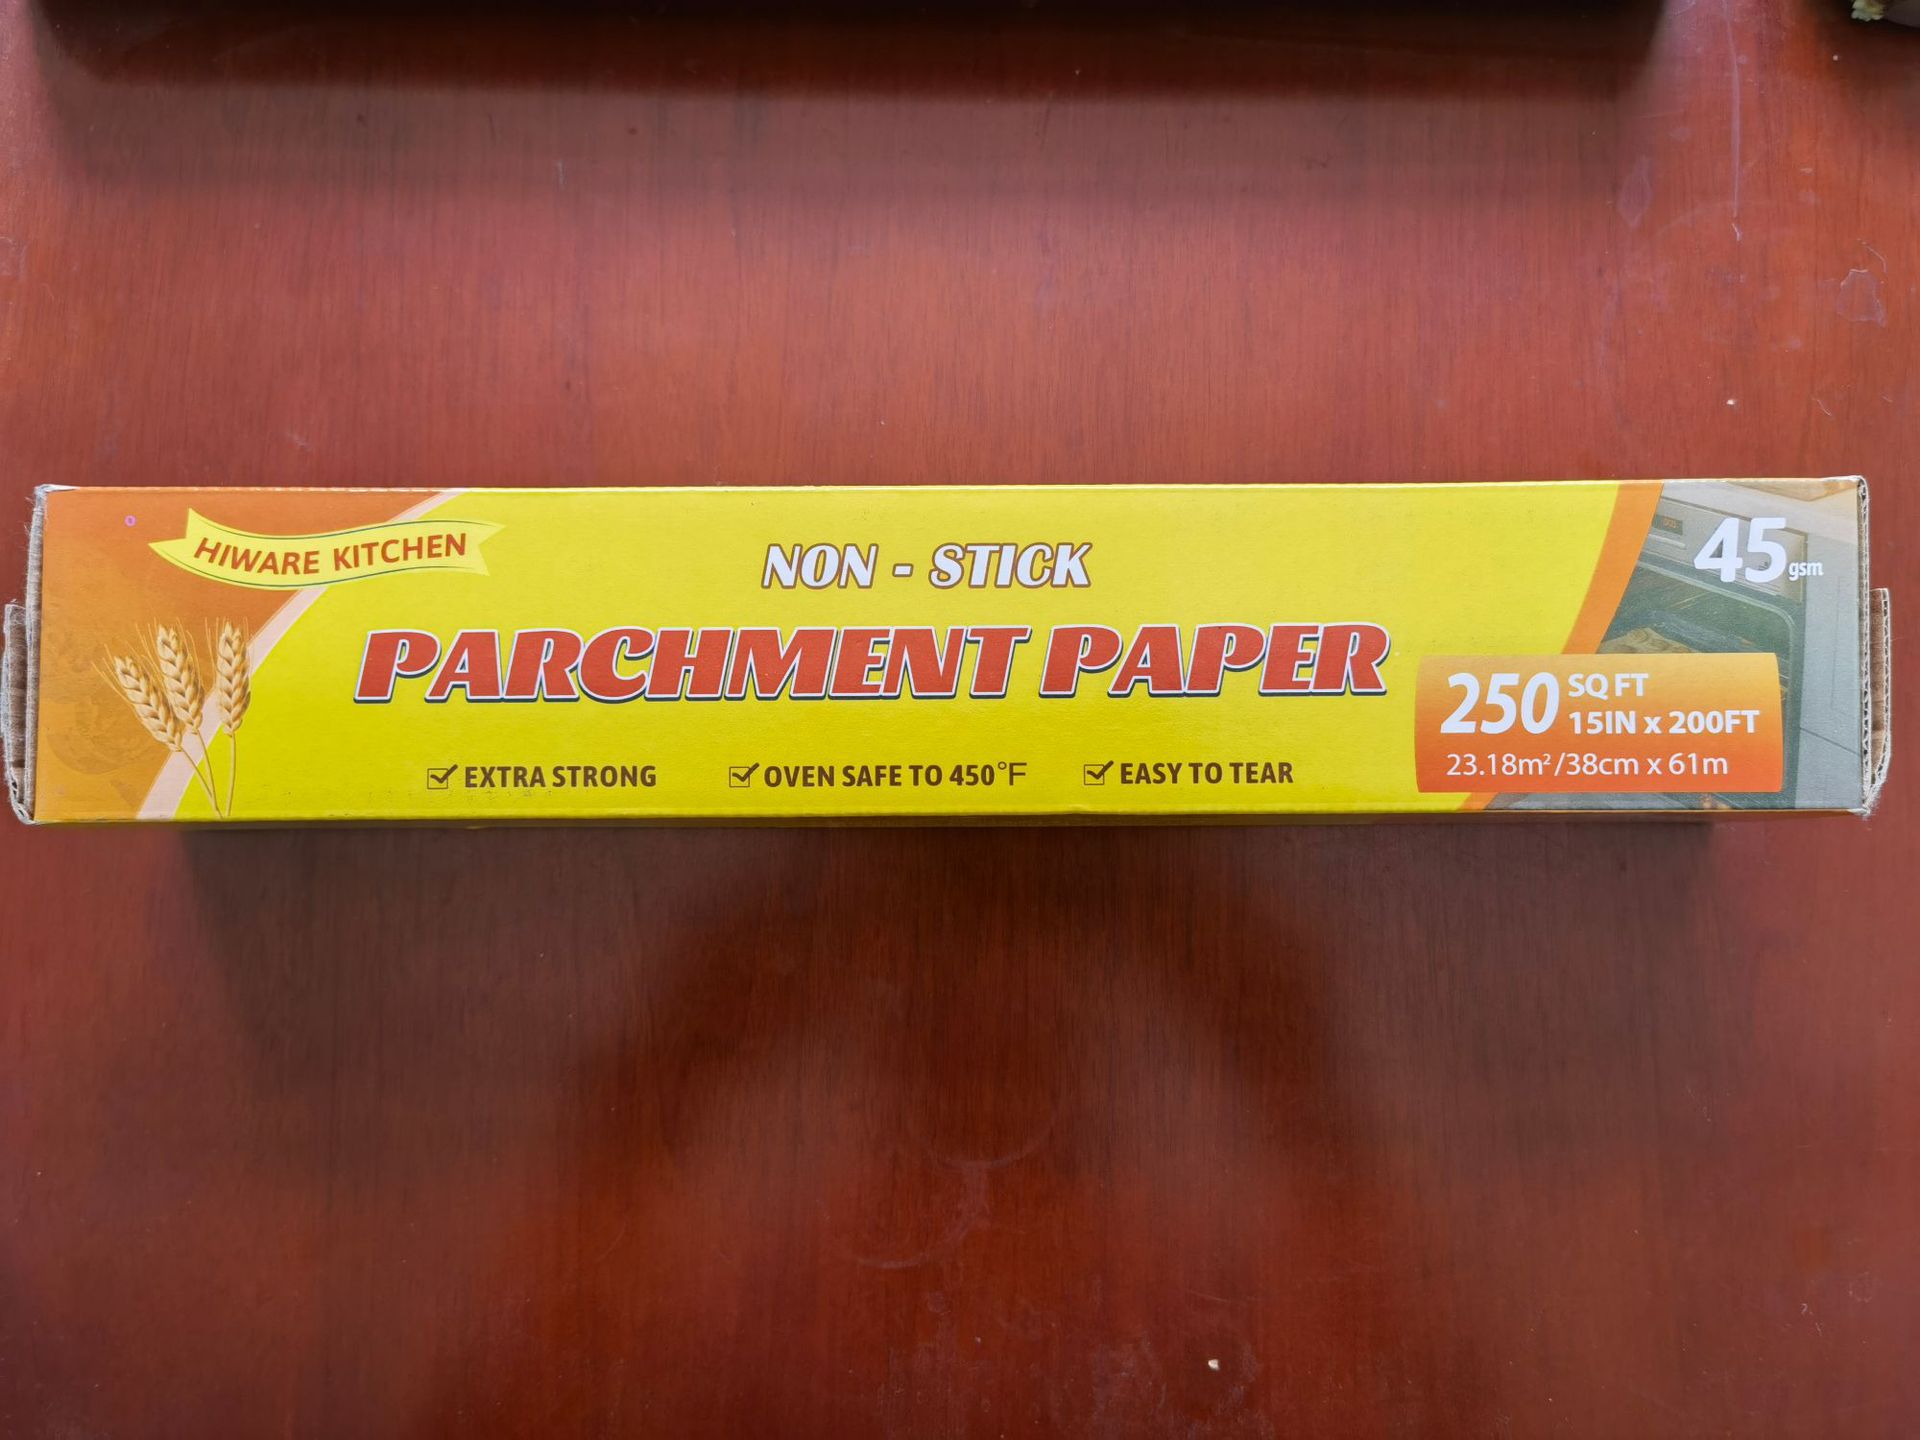 HIWARE KITCHEN
NON - STICK
PARCHMENT PAPER
EXTRA STRONG
OVEN SAFE TO 450°F
EASY TO TEAR
45gsm
250 SQ FT
15IN x 200FT
23.18m²/38cm x 61m